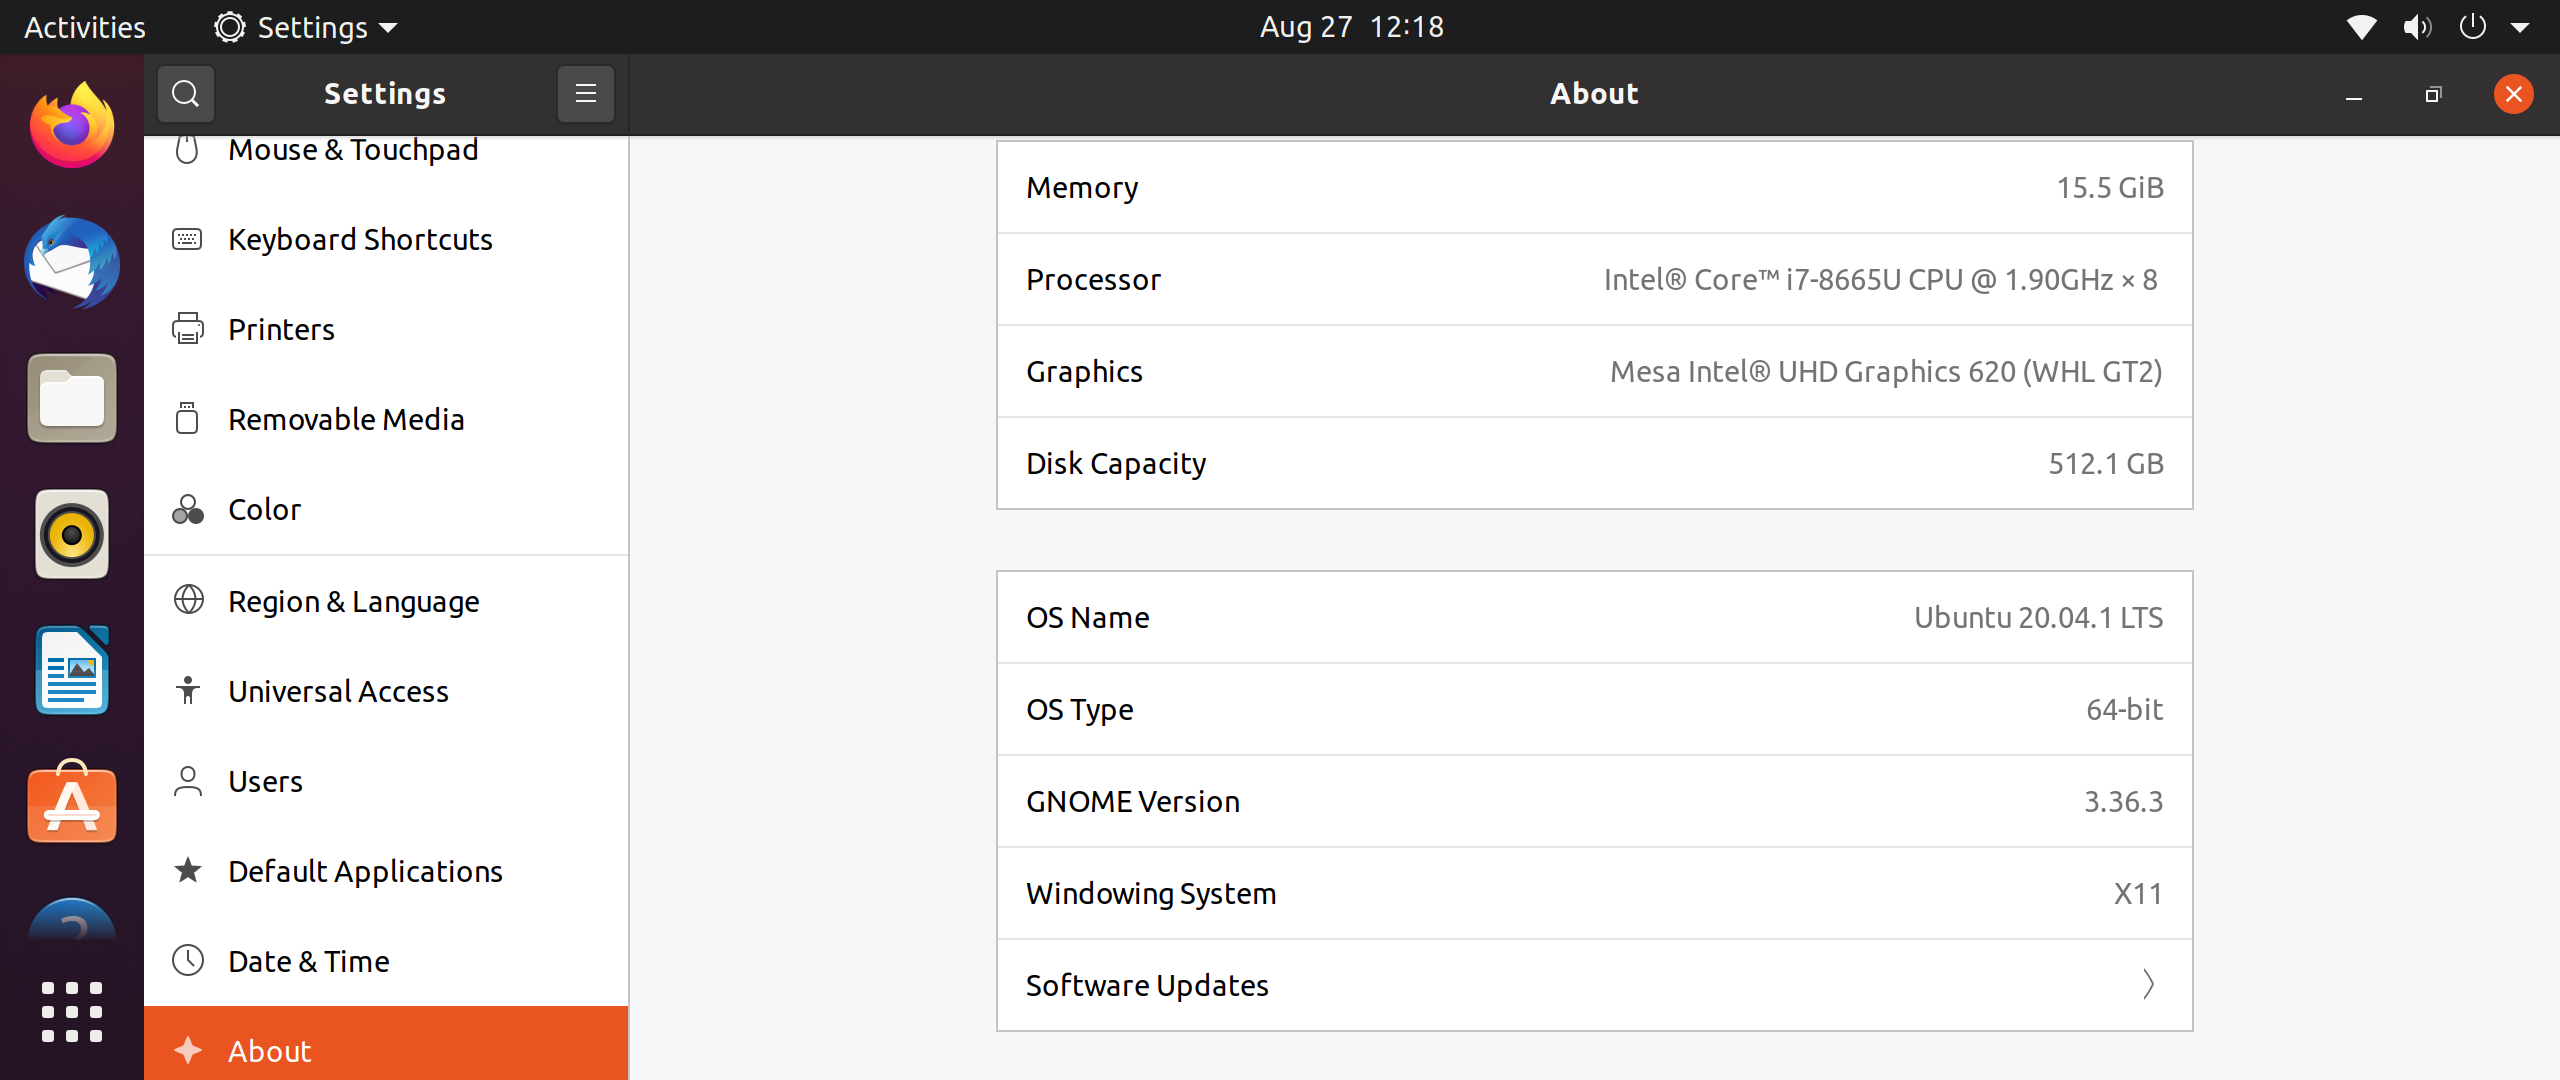 Activities
Settings
Aug 27 12:18
Settings
About
Mouse & Touchpad
Keyboard Shortcuts
Printers
Removable Media
Color
Region & Language
Universal Access
Users
Default Applications
Date & Time
About
Memory 15.5 GiB
Processor Intel® Core™ i7-8665U CPU @ 1.90GHz × 8
Graphics Mesa Intel® UHD Graphics 620 (WHL GT2)
Disk Capacity 512.1 GB
OS Name Ubuntu 20.04.1 LTS
OS Type 64-bit
GNOME Version 3.36.3
Windowing System X11
Software Updates